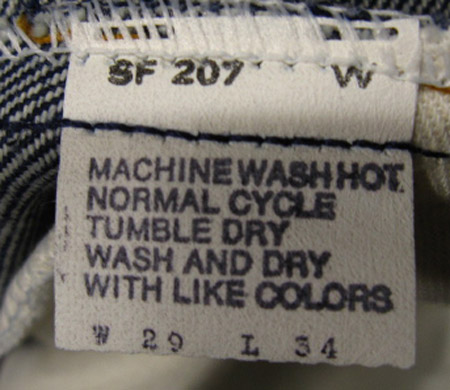 SF 207 W
MACHINE WASH HOT
NORMAL CYCLE
TUMBLE DRY
WASH AND DRY
WITH LIKE COLORS
W 29 L 34